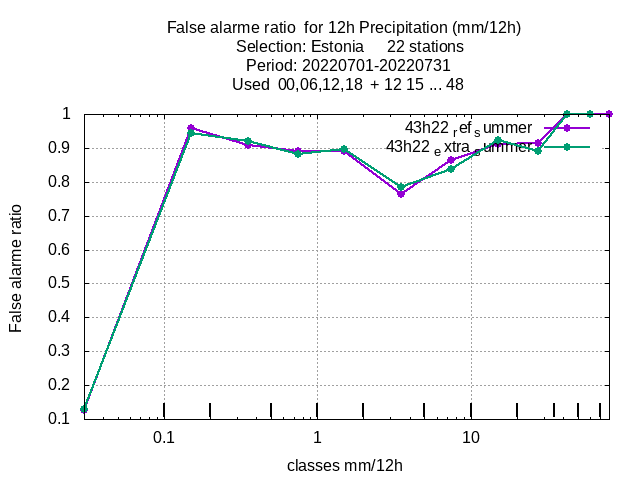 False alarme ratio  for 12h Precipitation (mm/12h)
Selection: Estonia     22 stations
Period: 20220701-20220731
Used  00,06,12,18  + 12 15 ... 48
43h22 ref summer
43h22 extra summer
1
0.9
0.8
0.7
0.6
0.5
0.4
0.3
0.2
0.1
False alarme ratio
0.1 1 10
classes mm/12h